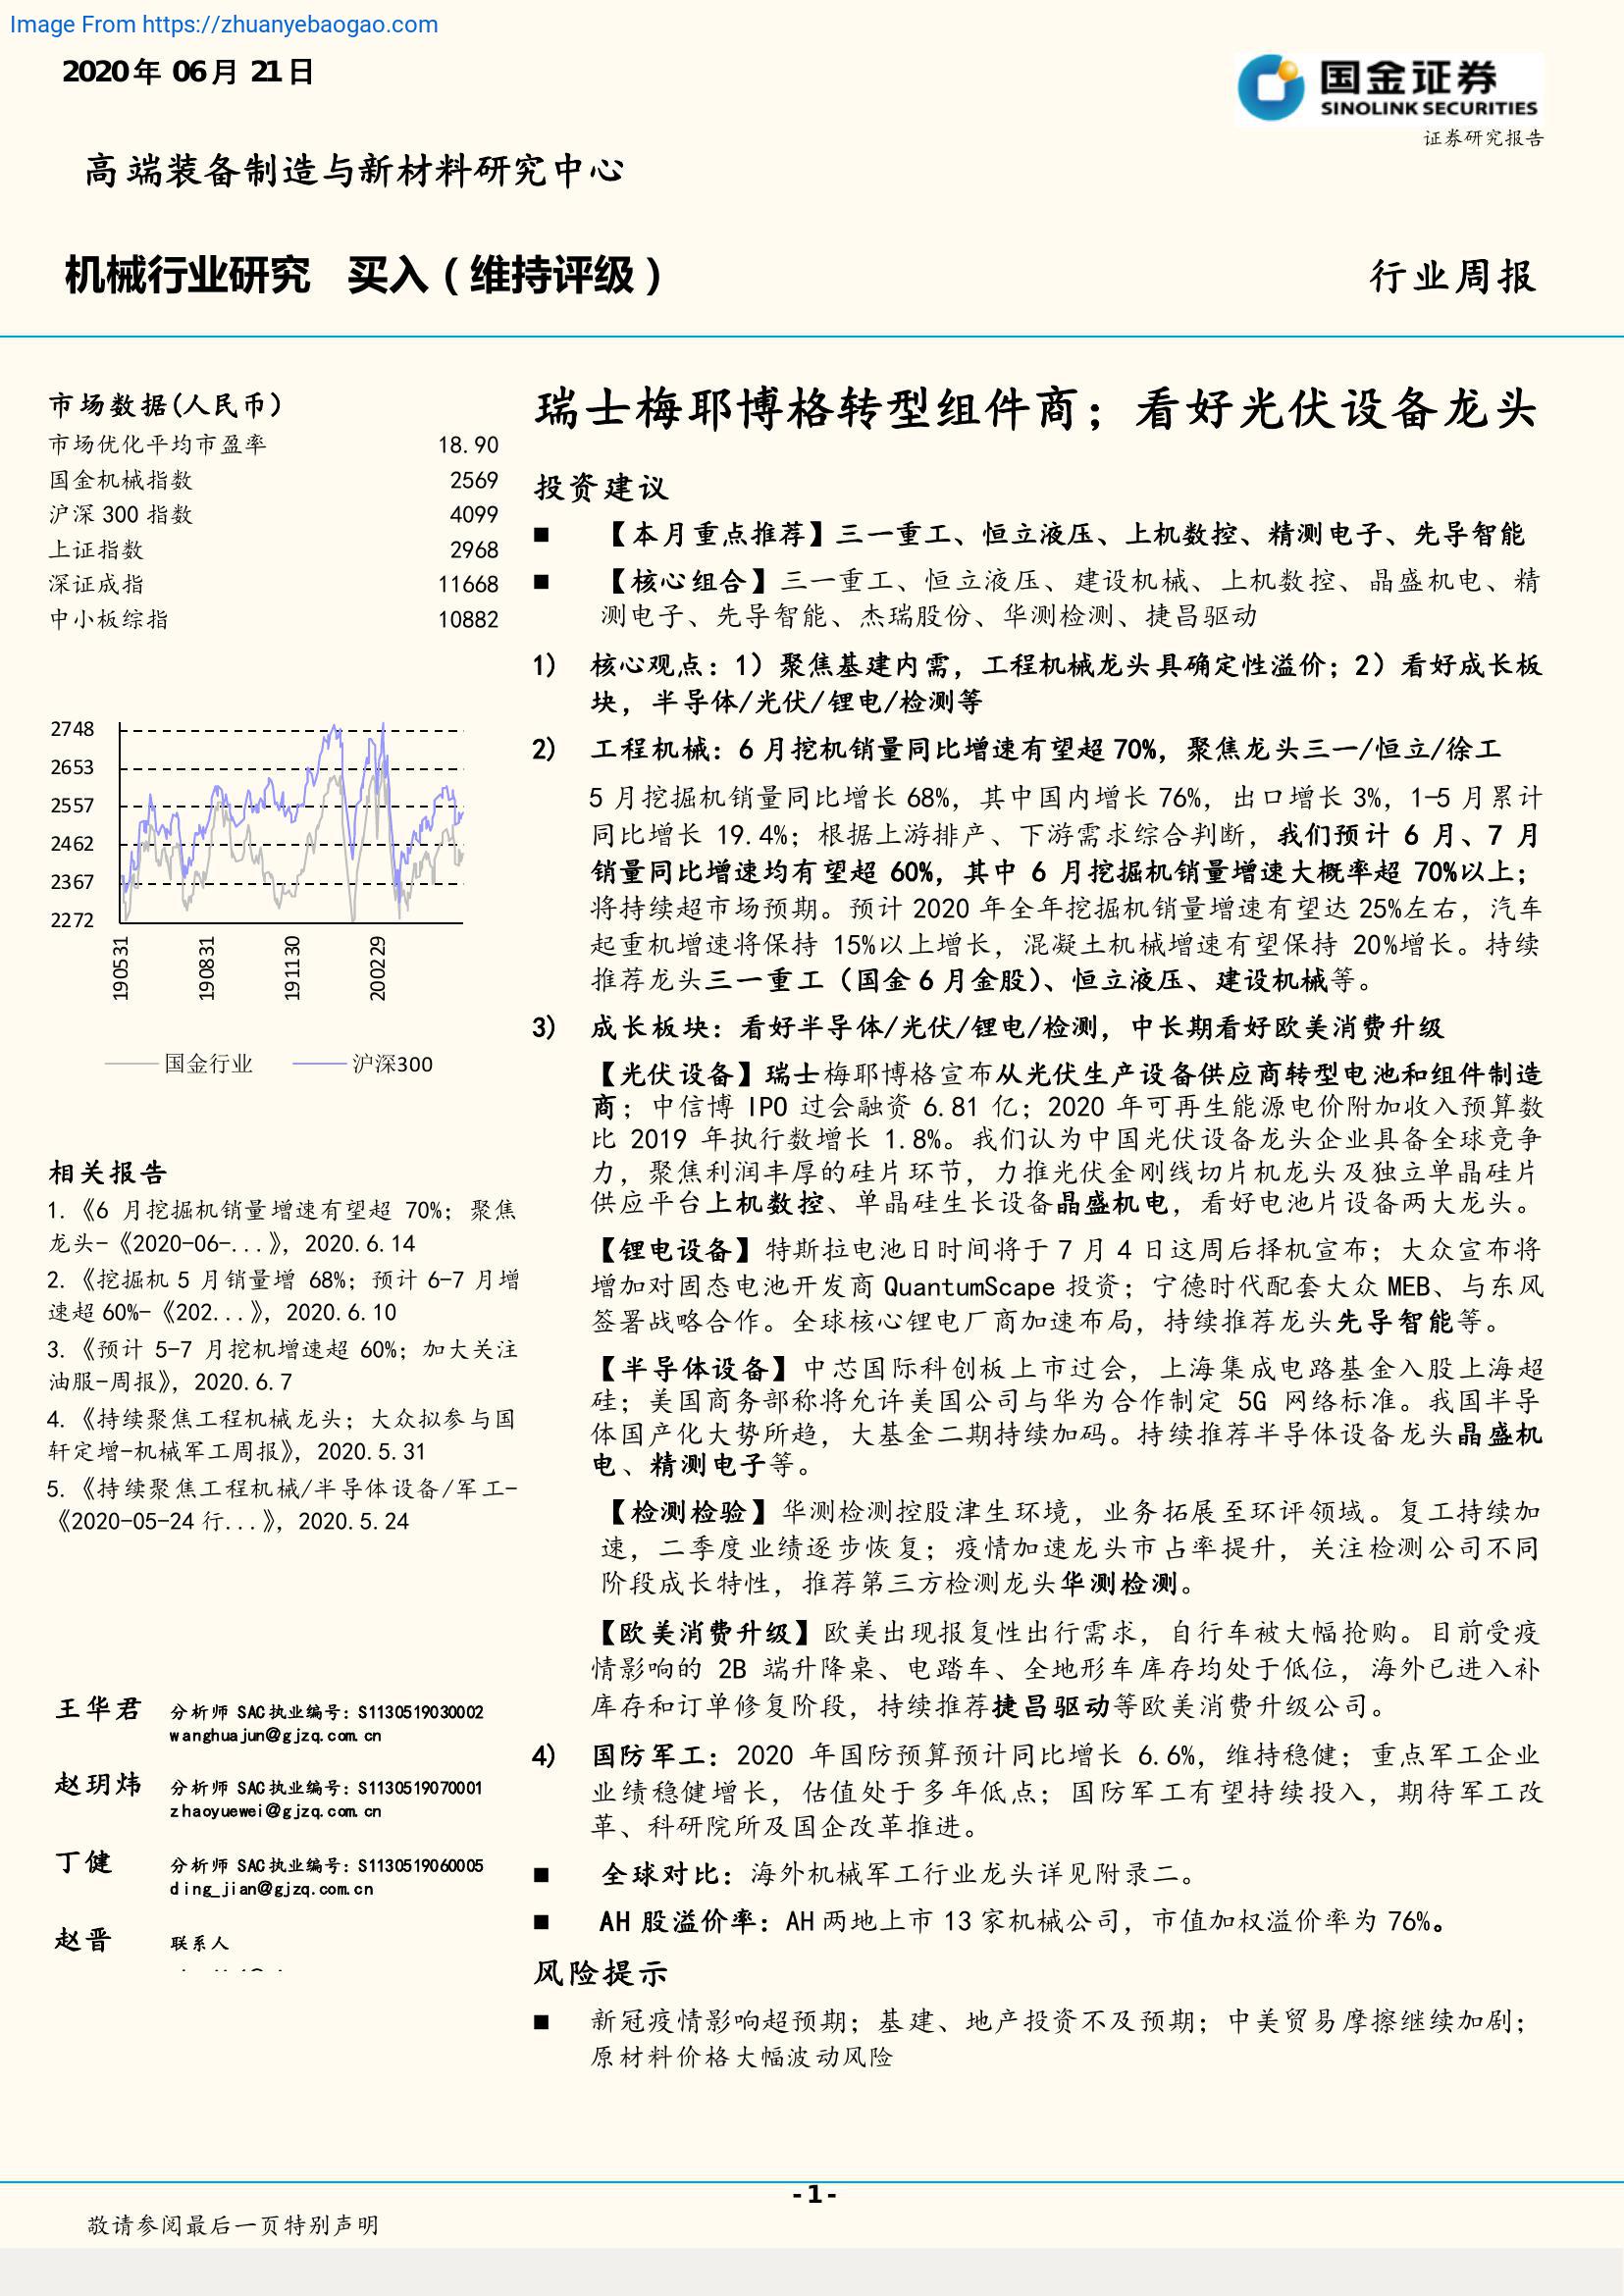 Image From https://zhuanyebaogao.com
2020年 06月 21日
国金证券
SINOLINK SECURITIES
证券研究报告
高端装备制造与新材料研究中心
机械行业研究 买入（维持评级）
行业周报
市场数据(人民币）
市场优化平均市盈率 18.90
国金机械指数 2569
沪深 300 指数 4099
上证指数 2968
深证成指 11668
中小板综指 10882
2748
2653
2557
2462
2367
2272
190531
190831
191130
200229
国金行业 沪深300
相关报告
1.《6 月挖掘机销量增速有望超 70%；聚焦
龙头-《2020-06-...》，2020.6.14
2.《挖掘机 5 月销量增 68%；预计 6-7 月增
速超 60%-《202...》，2020.6.10
3.《预计 5-7 月挖机增速超 60%；加大关注
油服-周报》，2020.6.7
4.《持续聚焦工程机械龙头；大众拟参与国
轩定增-机械军工周报》，2020.5.31
5.《持续聚焦工程机械/半导体设备/军工-
《2020-05-24 行...》，2020.5.24
王华君 分析师 SAC执业编号：S1130519030002
wanghuajun@gjzq.com.cn
赵玥炜 分析师 SAC执业编号：S1130519070001
zhaoyuewei@gjzq.com.cn
丁健 分析师 SAC执业编号：S1130519060005
ding_jian@gjzq.com.cn
赵晋 联系人
瑞士梅耶博格转型组件商；看好光伏设备龙头
投资建议
■ 【本月重点推荐】三一重工、恒立液压、上机数控、精测电子、先导智能
■ 【核心组合】三一重工、恒立液压、建设机械、上机数控、晶盛机电、精
测电子、先导智能、杰瑞股份、华测检测、捷昌驱动
1) 核心观点：1）聚焦基建内需，工程机械龙头具确定性溢价；2）看好成长板
块，半导体/光伏/锂电/检测等
2) 工程机械：6 月挖机销量同比增速有望超 70%，聚焦龙头三一/恒立/徐工
5 月挖掘机销量同比增长 68%，其中国内增长 76%，出口增长 3%，1-5 月累计
同比增长 19.4%；根据上游排产、下游需求综合判断，我们预计 6 月、7 月
销量同比增速均有望超 60%，其中 6 月挖掘机销量增速大概率超 70%以上；
将持续超市场预期。预计 2020 年全年挖掘机销量增速有望达 25%左右，汽车
起重机增速将保持 15%以上增长，混凝土机械增速有望保持 20%增长。持续
推荐龙头三一重工（国金 6 月金股）、恒立液压、建设机械等。
3) 成长板块：看好半导体/光伏/锂电/检测，中长期看好欧美消费升级
【光伏设备】瑞士梅耶博格宣布从光伏生产设备供应商转型电池和组件制造
商；中信博 IPO 过会融资 6.81 亿；2020 年可再生能源电价附加收入预算数
比 2019 年执行数增长 1.8%。我们认为中国光伏设备龙头企业具备全球竞争
力，聚焦利润丰厚的硅片环节，力推光伏金刚线切片机龙头及独立单晶硅片
供应平台上机数控、单晶硅生长设备晶盛机电，看好电池片设备两大龙头。
【锂电设备】特斯拉电池日时间将于 7 月 4 日这周后择机宣布；大众宣布将
增加对固态电池开发商 QuantumScape 投资；宁德时代配套大众 MEB、与东风
签署战略合作。全球核心锂电厂商加速布局，持续推荐龙头先导智能等。
【半导体设备】中芯国际科创板上市过会，上海集成电路基金入股上海超
硅；美国商务部称将允许美国公司与华为合作制定 5G 网络标准。我国半导
体国产化大势所趋，大基金二期持续加码。持续推荐半导体设备龙头晶盛机
电、精测电子等。
【检测检验】华测检测控股津生环境，业务拓展至环评领域。复工持续加
速，二季度业绩逐步恢复；疫情加速龙头市占率提升，关注检测公司不同
阶段成长特性，推荐第三方检测龙头华测检测。
【欧美消费升级】欧美出现报复性出行需求，自行车被大幅抢购。目前受疫
情影响的 2B 端升降桌、电踏车、全地形车库存均处于低位，海外已进入补
库存和订单修复阶段，持续推荐捷昌驱动等欧美消费升级公司。
4) 国防军工：2020 年国防预算预计同比增长 6.6%，维持稳健；重点军工企业
业绩稳健增长，估值处于多年低点；国防军工有望持续投入，期待军工改
革、科研院所及国企改革推进。
■ 全球对比：海外机械军工行业龙头详见附录二。
■ AH 股溢价率：AH 两地上市 13 家机械公司，市值加权溢价率为 76%。
风险提示
■ 新冠疫情影响超预期；基建、地产投资不及预期；中美贸易摩擦继续加剧；
原材料价格大幅波动风险
- 1 -
敬请参阅最后一页特别声明